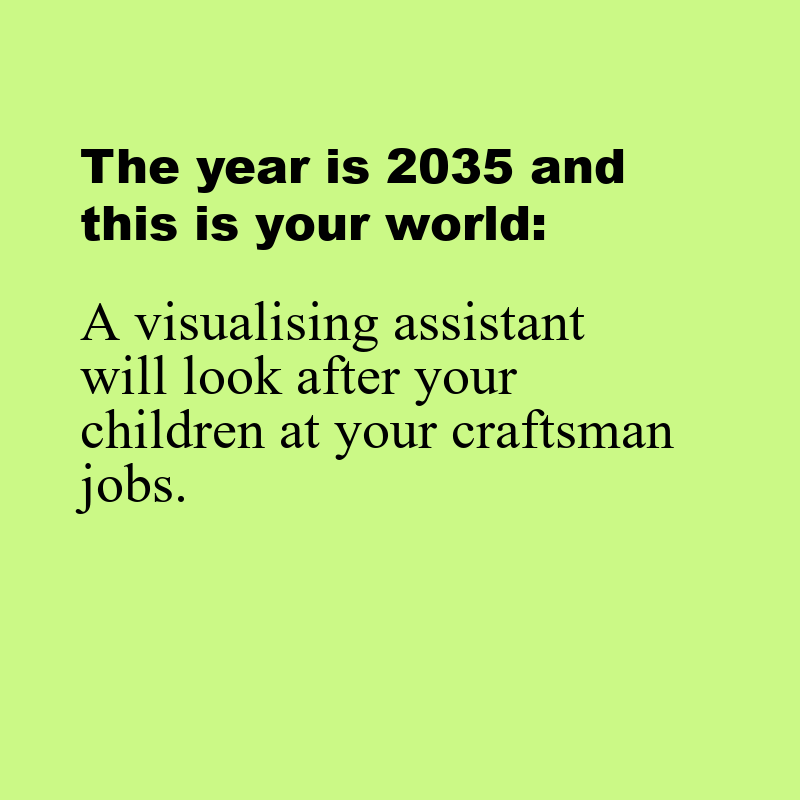 The year is 2035 and
this is your world:
A visualising assistant
will look after your
children at your craftsman
jobs.